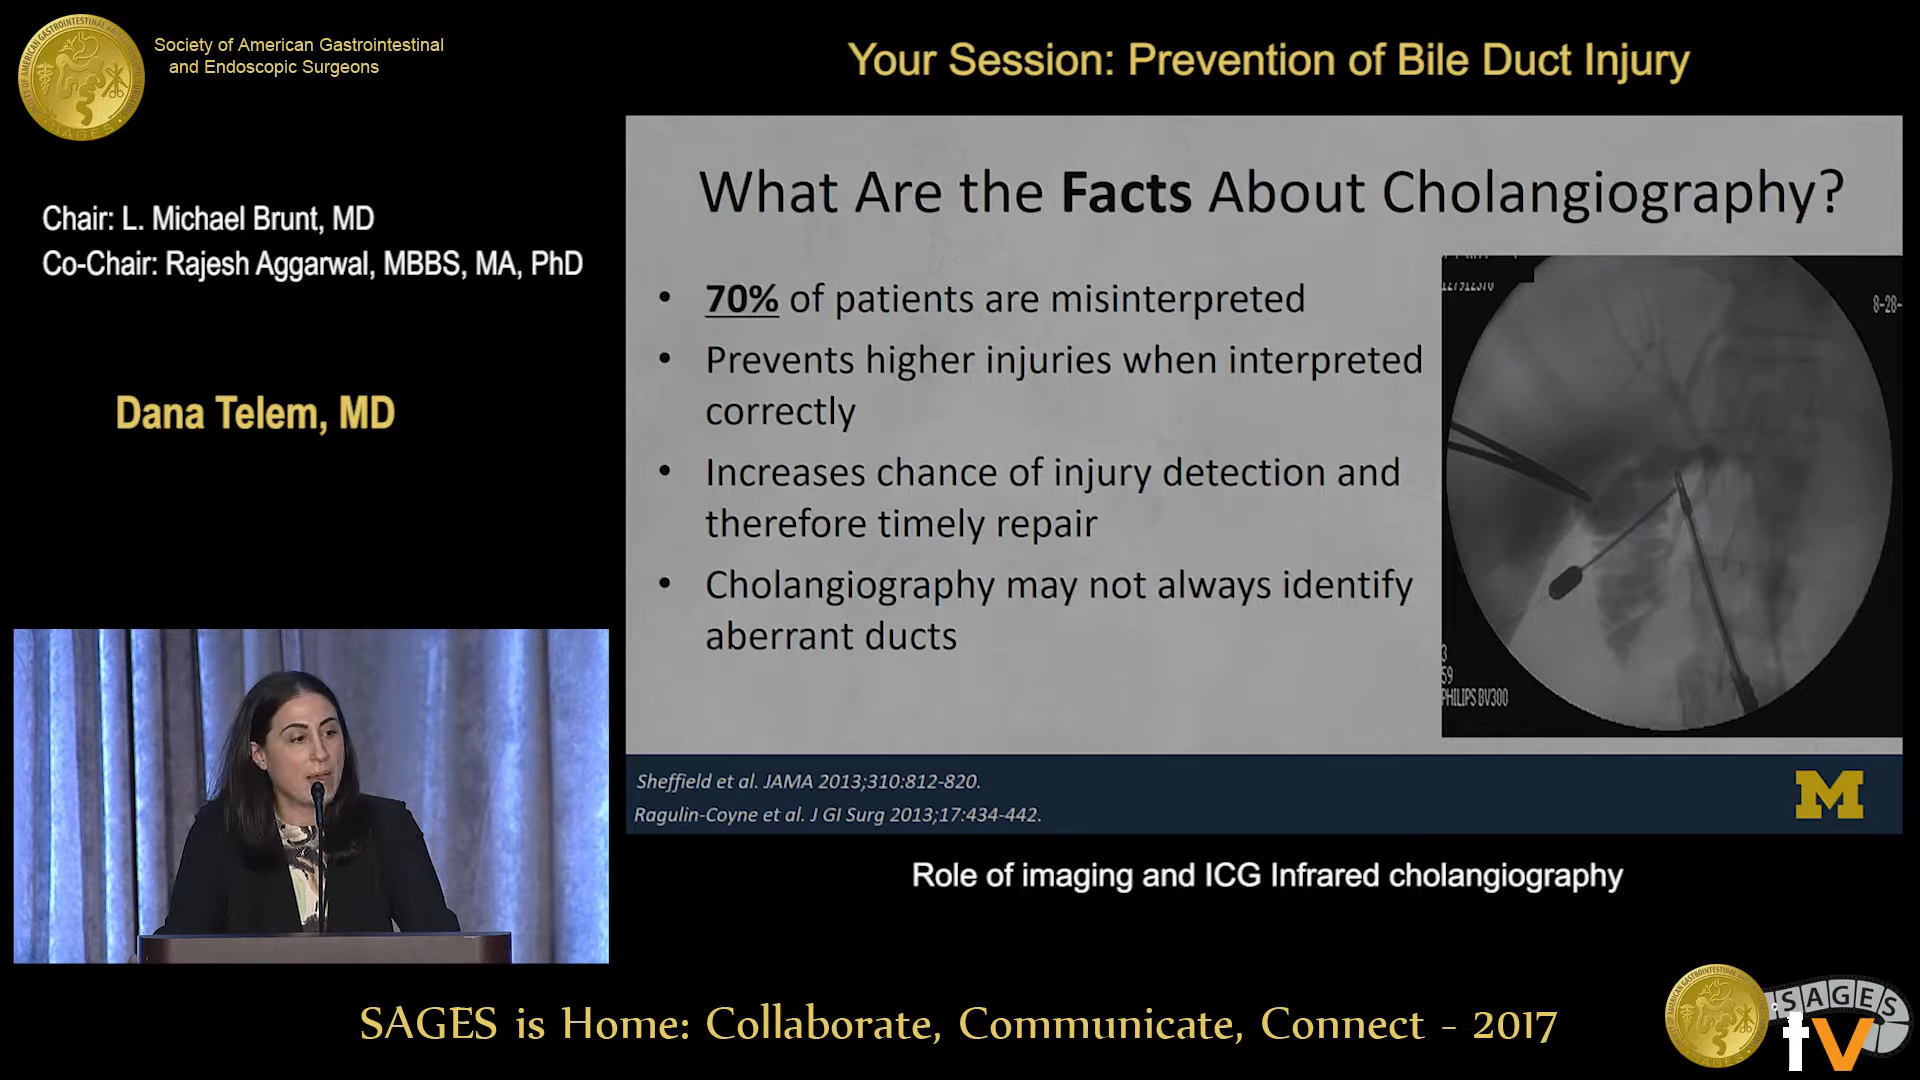 Society of American Gastrointestinal
and Endoscopic Surgeons
Your Session: Prevention of Bile Duct Injury
Chair: L. Michael Brunt, MD
Co-Chair: Rajesh Aggarwal, MBBS, MA, PhD
Dana Telem, MD
What Are the Facts About Cholangiography?
• 70% of patients are misinterpreted
• Prevents higher injuries when interpreted
correctly
• Increases chance of injury detection and
therefore timely repair
• Cholangiography may not always identify
aberrant ducts
8-28-
3
59
PHILIPS BV300
Sheffield et al. JAMA 2013;310:812-820.
Ragulin-Coyne et al. J GI Surg 2013;17:434-442.
M
Role of imaging and ICG Infrared cholangiography
SAGES is Home: Collaborate, Communicate, Connect - 2017
SAGES
tv